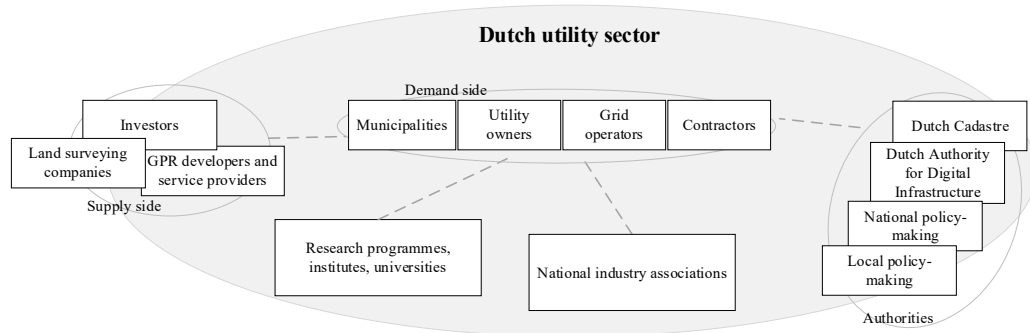 Dutch utility sector
Demand side
Municipalities
Utility
owners
Grid
operators
Contractors
Investors
Land surveying
companies
GPR developers and
service providers
Supply side
Dutch Cadastre
Dutch Authority
for Digital
Infrastructure
National policy-
making
Local policy-
making
Authorities
Research programmes,
institutes, universities
National industry associations